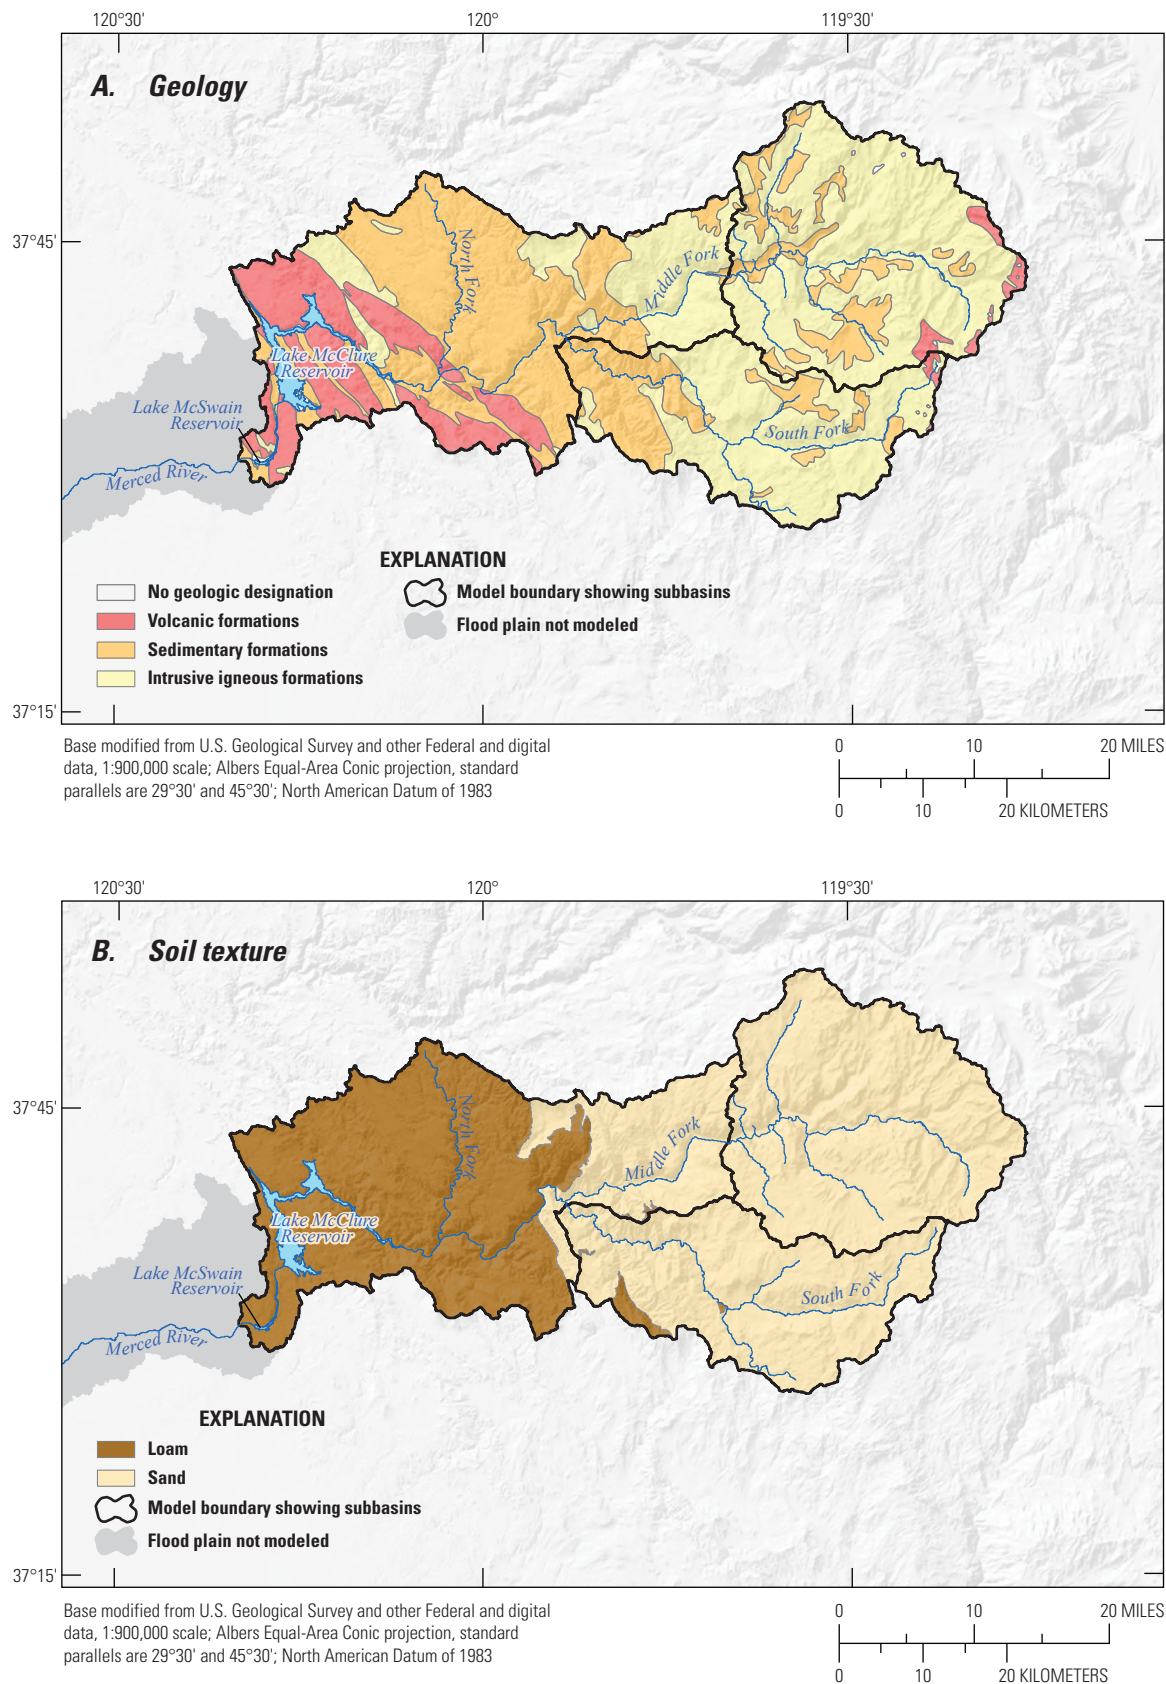 120°30'
120°
119°30'
A. Geology
37°45'
North Fork
Middle Fork
Lake McClure
Reservoir
Lake McSwain
Reservoir
South Fork
Merced River
EXPLANATION
No geologic designation
Volcanic formations
Sedimentary formations
Intrusive igneous formations
Model boundary showing subbasins
Flood plain not modeled
37°15'
Base modified from U.S. Geological Survey and other Federal and digital
data, 1:900,000 scale; Albers Equal-Area Conic projection, standard
parallels are 29°30' and 45°30'; North American Datum of 1983
0 10 20 MILES
0 10 20 KILOMETERS
120°30'
120°
119°30'
B. Soil texture
37°45'
North Fork
Middle Fork
Lake McClure
Reservoir
Lake McSwain
Reservoir
South Fork
Merced River
EXPLANATION
Loam
Sand
Model boundary showing subbasins
Flood plain not modeled
37°15'
Base modified from U.S. Geological Survey and other Federal and digital
data, 1:900,000 scale; Albers Equal-Area Conic projection, standard
parallels are 29°30' and 45°30'; North American Datum of 1983
0 10 20 MILES
0 10 20 KILOMETERS